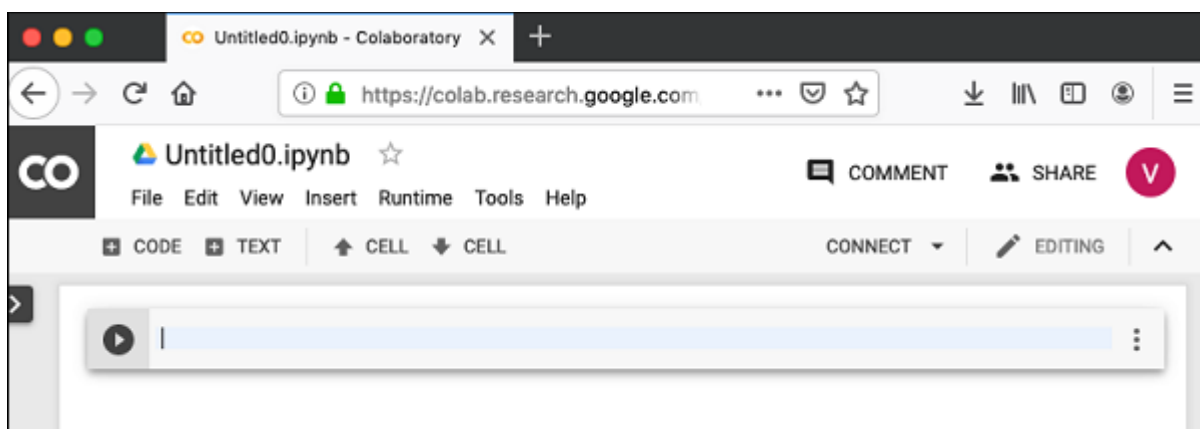 CO Untitled0.ipynb - Colaboratory
https://colab.research.google.com
CO
Untitled0.ipynb
COMMENT SHARE V
File Edit View Insert Runtime Tools Help
CODE TEXT CELL CELL CONNECT EDITING